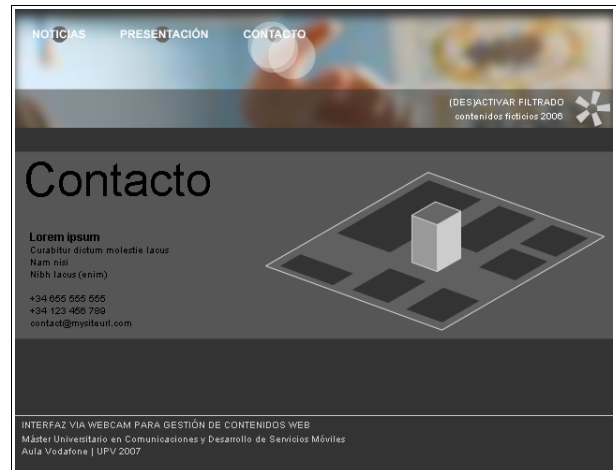 NOTICIAS PRESENTACIÓN CONTACTO
(DES)ACTIVAR FILTRADO
contenidos ficticios 2006
Contacto
Lorem ipsum
Curabitur dictum molestie lacus
Nam nisi
Nibh lacus (enim)
+34 655 555 555
+34 123 456 789
contact@mysiteurl.com
INTERFAZ VIA WEBCAM PARA GESTIÓN DE CONTENIDOS WEB
Máster Universitario en Comunicaciones y Desarrollo de Servicios Móviles
Aula Vodafone | UPV 2007